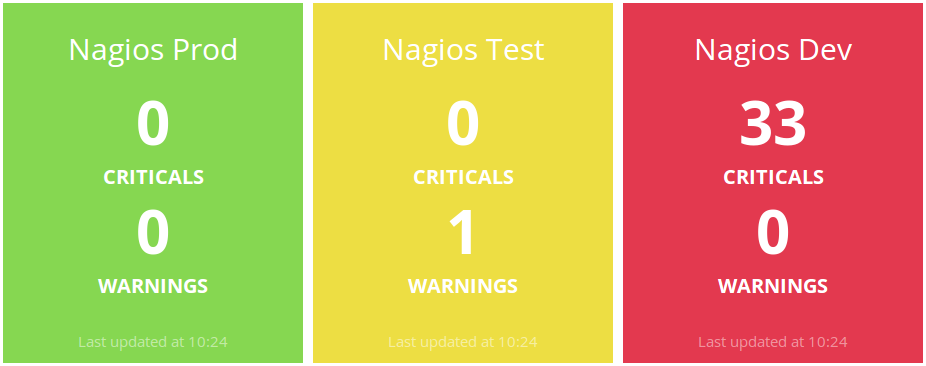 Nagios Prod
0
CRITICALS
0
WARNINGS
Last updated at 10:24
Nagios Test
0
CRITICALS
1
WARNINGS
Last updated at 10:24
Nagios Dev
33
CRITICALS
0
WARNINGS
Last updated at 10:24